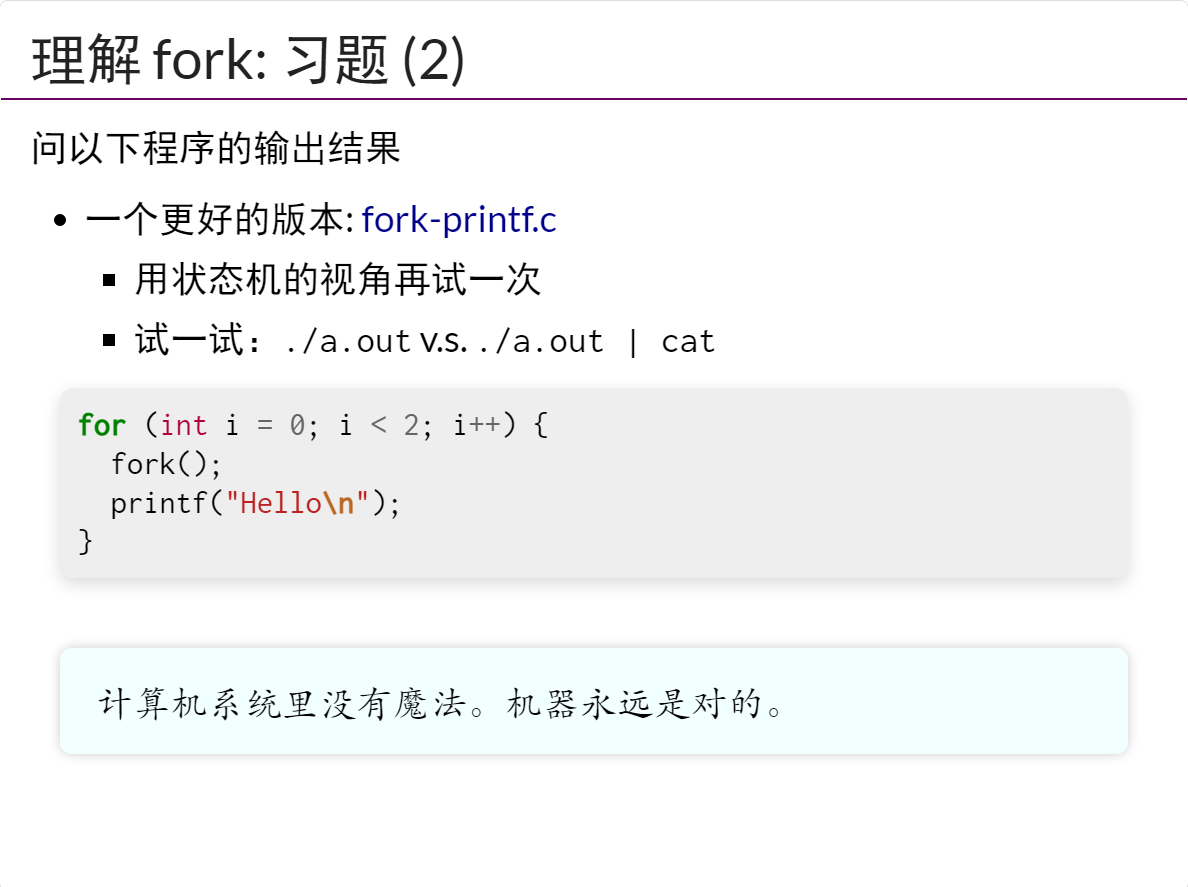 理解 fork: 习题 (2)
问以下程序的输出结果
• 一个更好的版本: fork-printf.c
▪ 用状态机的视角再试一次
▪ 试一试：./a.out v.s. ./a.out | cat
for (int i = 0; i < 2; i++) {
  fork();
  printf("Hello\n");
}
计算机系统里没有魔法。机器永远是对的。